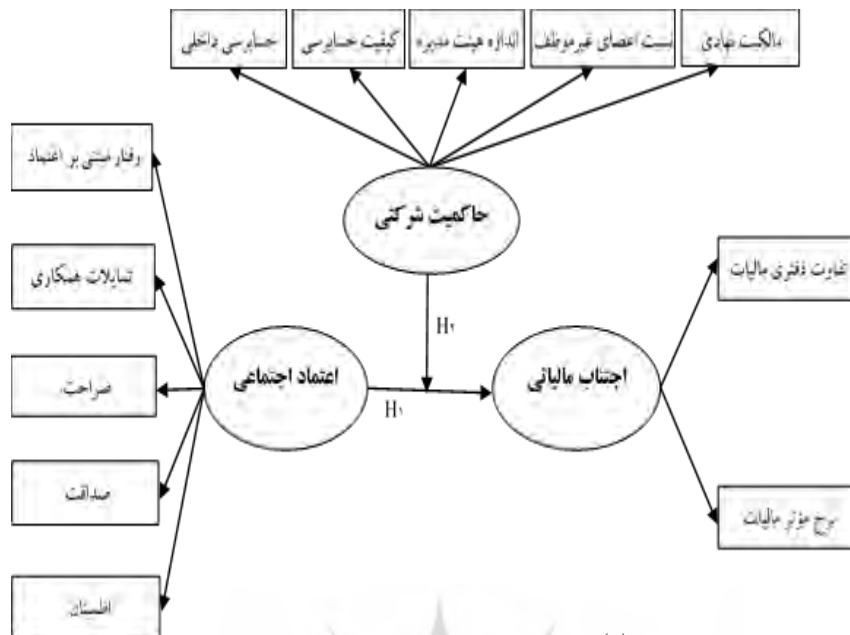 مالکیت نهادی
نسبت اعضای غیرموظف
اندازه هیئت مدیره
کیفیت حسابرسی
حسابرسی داخلی
حاکمیت شرکتی
رفتار مبتنی بر اعتماد
تمایلات همکاری
صراحت
صداقت
اطمینان
اعتماد اجتماعی
H۱
H۲
اجتناب مالیاتی
تفاوت دفتری مالیات
نرخ مؤثر مالیات